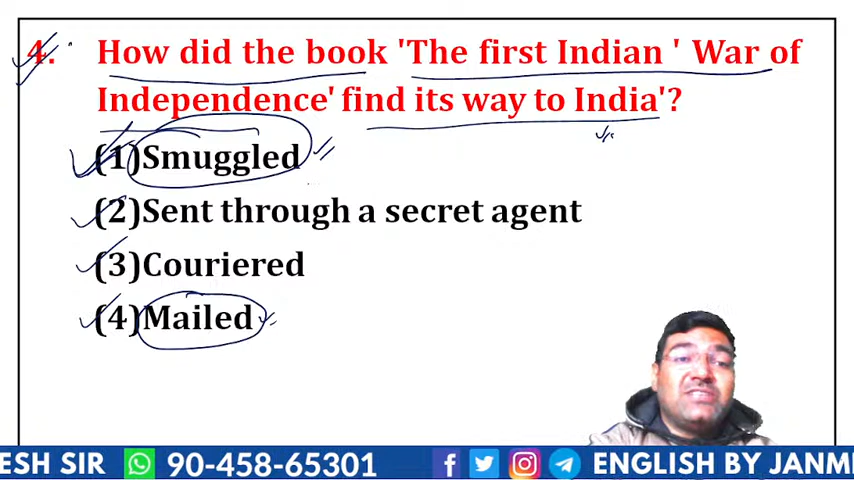 4. How did the book 'The first Indian ' War of
Independence' find its way to India'?
(1)Smuggled
(2)Sent through a secret agent
(3)Couriered
(4)Mailed
ESH SIR 90-458-65301 ENGLISH BY JANM